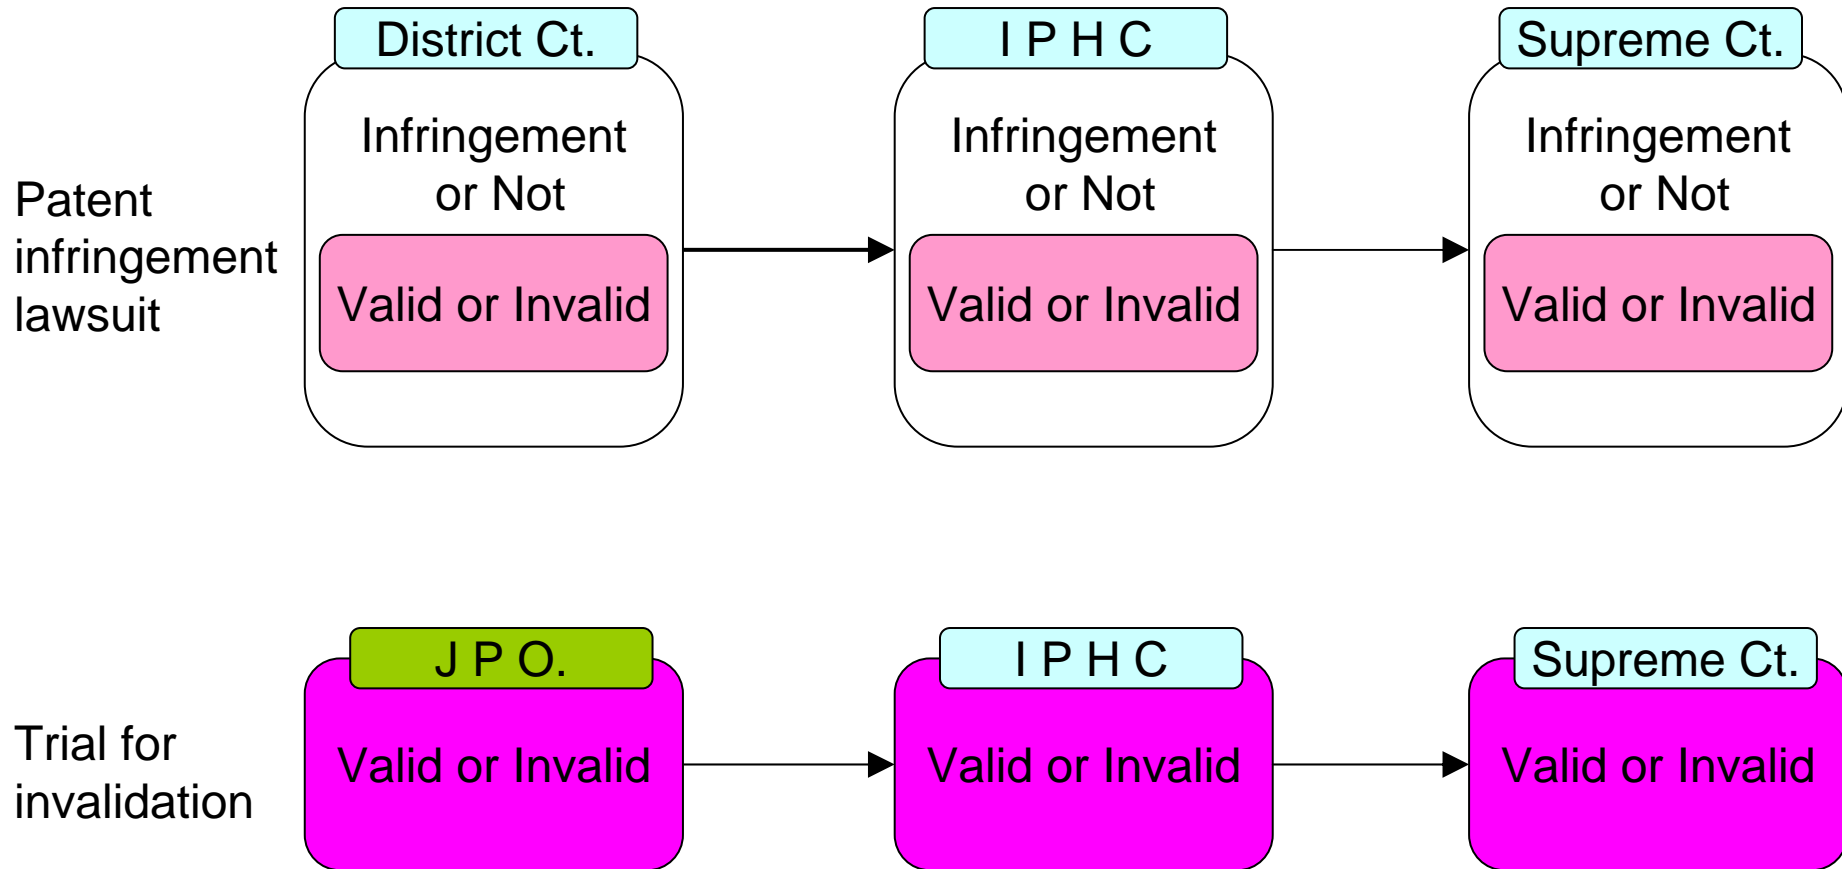 District Ct.
I P H C
Supreme Ct.
Patent
infringement
lawsuit
Infringement
or Not
Valid or Invalid
Infringement
or Not
Valid or Invalid
Infringement
or Not
Valid or Invalid
J P O.
I P H C
Supreme Ct.
Trial for
invalidation
Valid or Invalid
Valid or Invalid
Valid or Invalid